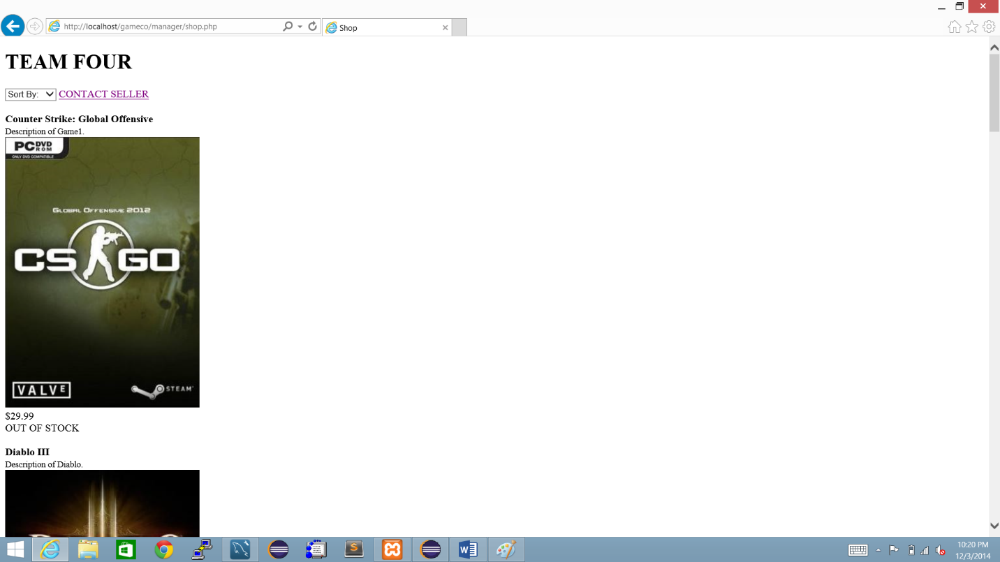 http://localhost/gameco/manager/shop.php
Shop
TEAM FOUR
Sort By:
CONTACT SELLER
Counter Strike: Global Offensive
Description of Game1.
PC DVD ROM
ONLY DVD COMPATIBLE
GLOBAL OFFENSIVE 2012
CS GO
VALVE
STEAM
$29.99
OUT OF STOCK
Diablo III
Description of Diablo.
10:20 PM
12/3/2014